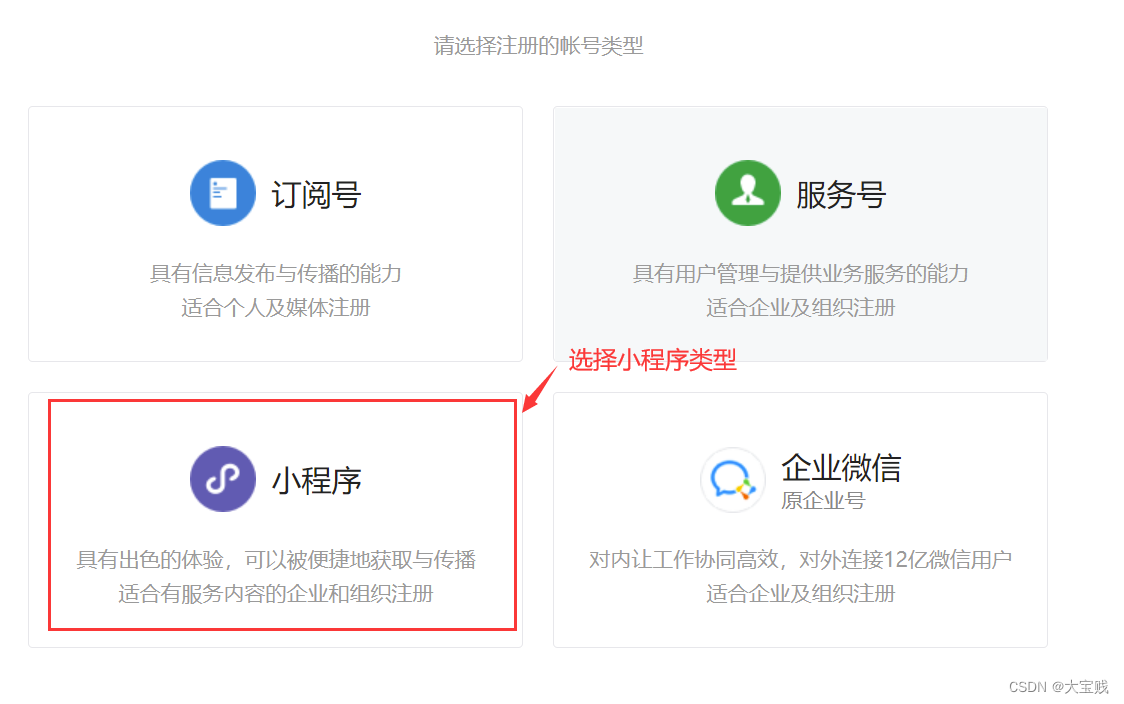 请选择注册的帐号类型
订阅号
具有信息发布与传播的能力
适合个人及媒体注册
服务号
具有用户管理与提供业务服务的能力
适合企业及组织注册
选择小程序类型
小程序
具有出色的体验，可以被便捷地获取与传播
适合有服务内容的企业和组织注册
企业微信
原企业号
对内让工作协同高效，对外连接12亿微信用户
适合企业及组织注册
CSDN @大宝贱